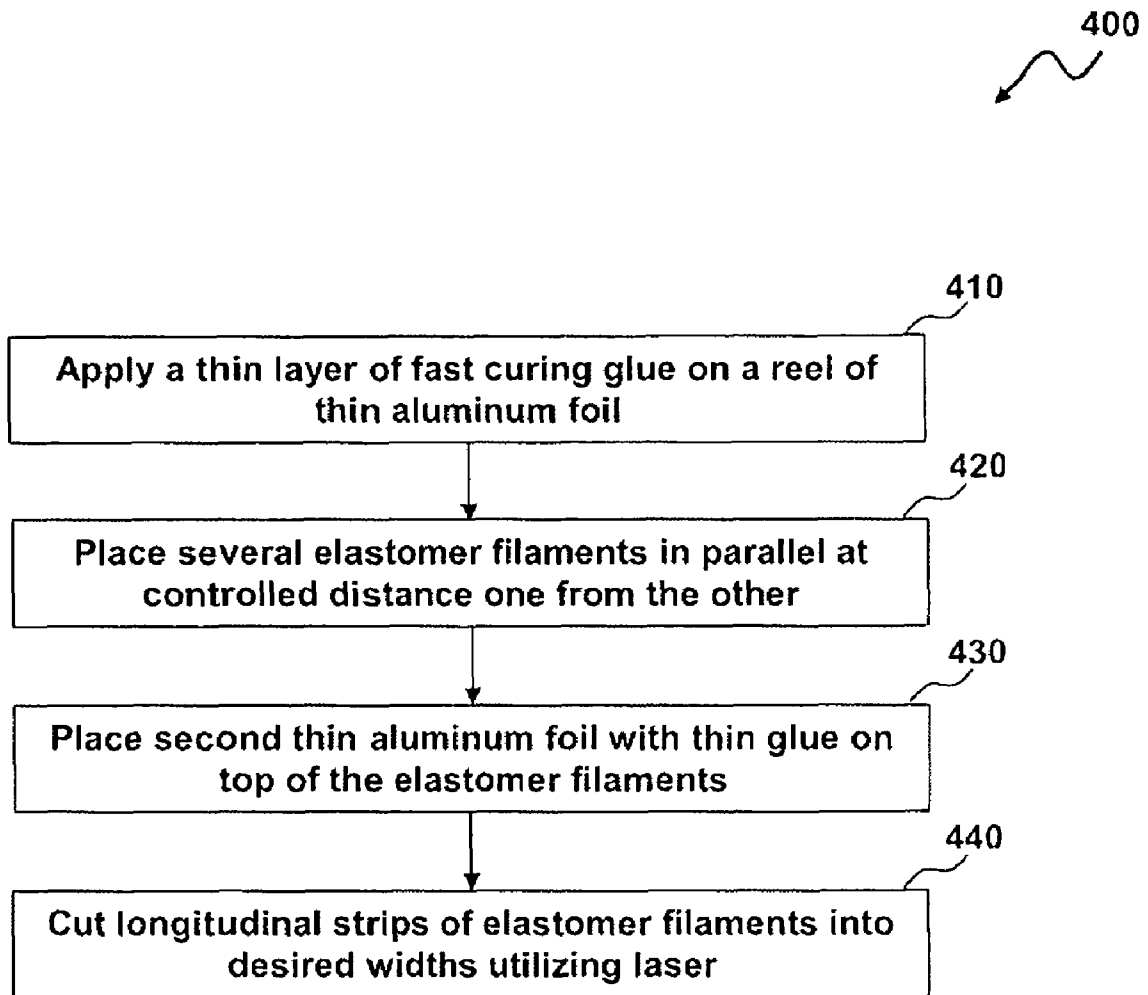 400
410
Apply a thin layer of fast curing glue on a reel of
thin aluminum foil
420
Place several elastomer filaments in parallel at
controlled distance one from the other
430
Place second thin aluminum foil with thin glue on
top of the elastomer filaments
440
Cut longitudinal strips of elastomer filaments into
desired widths utilizing laser